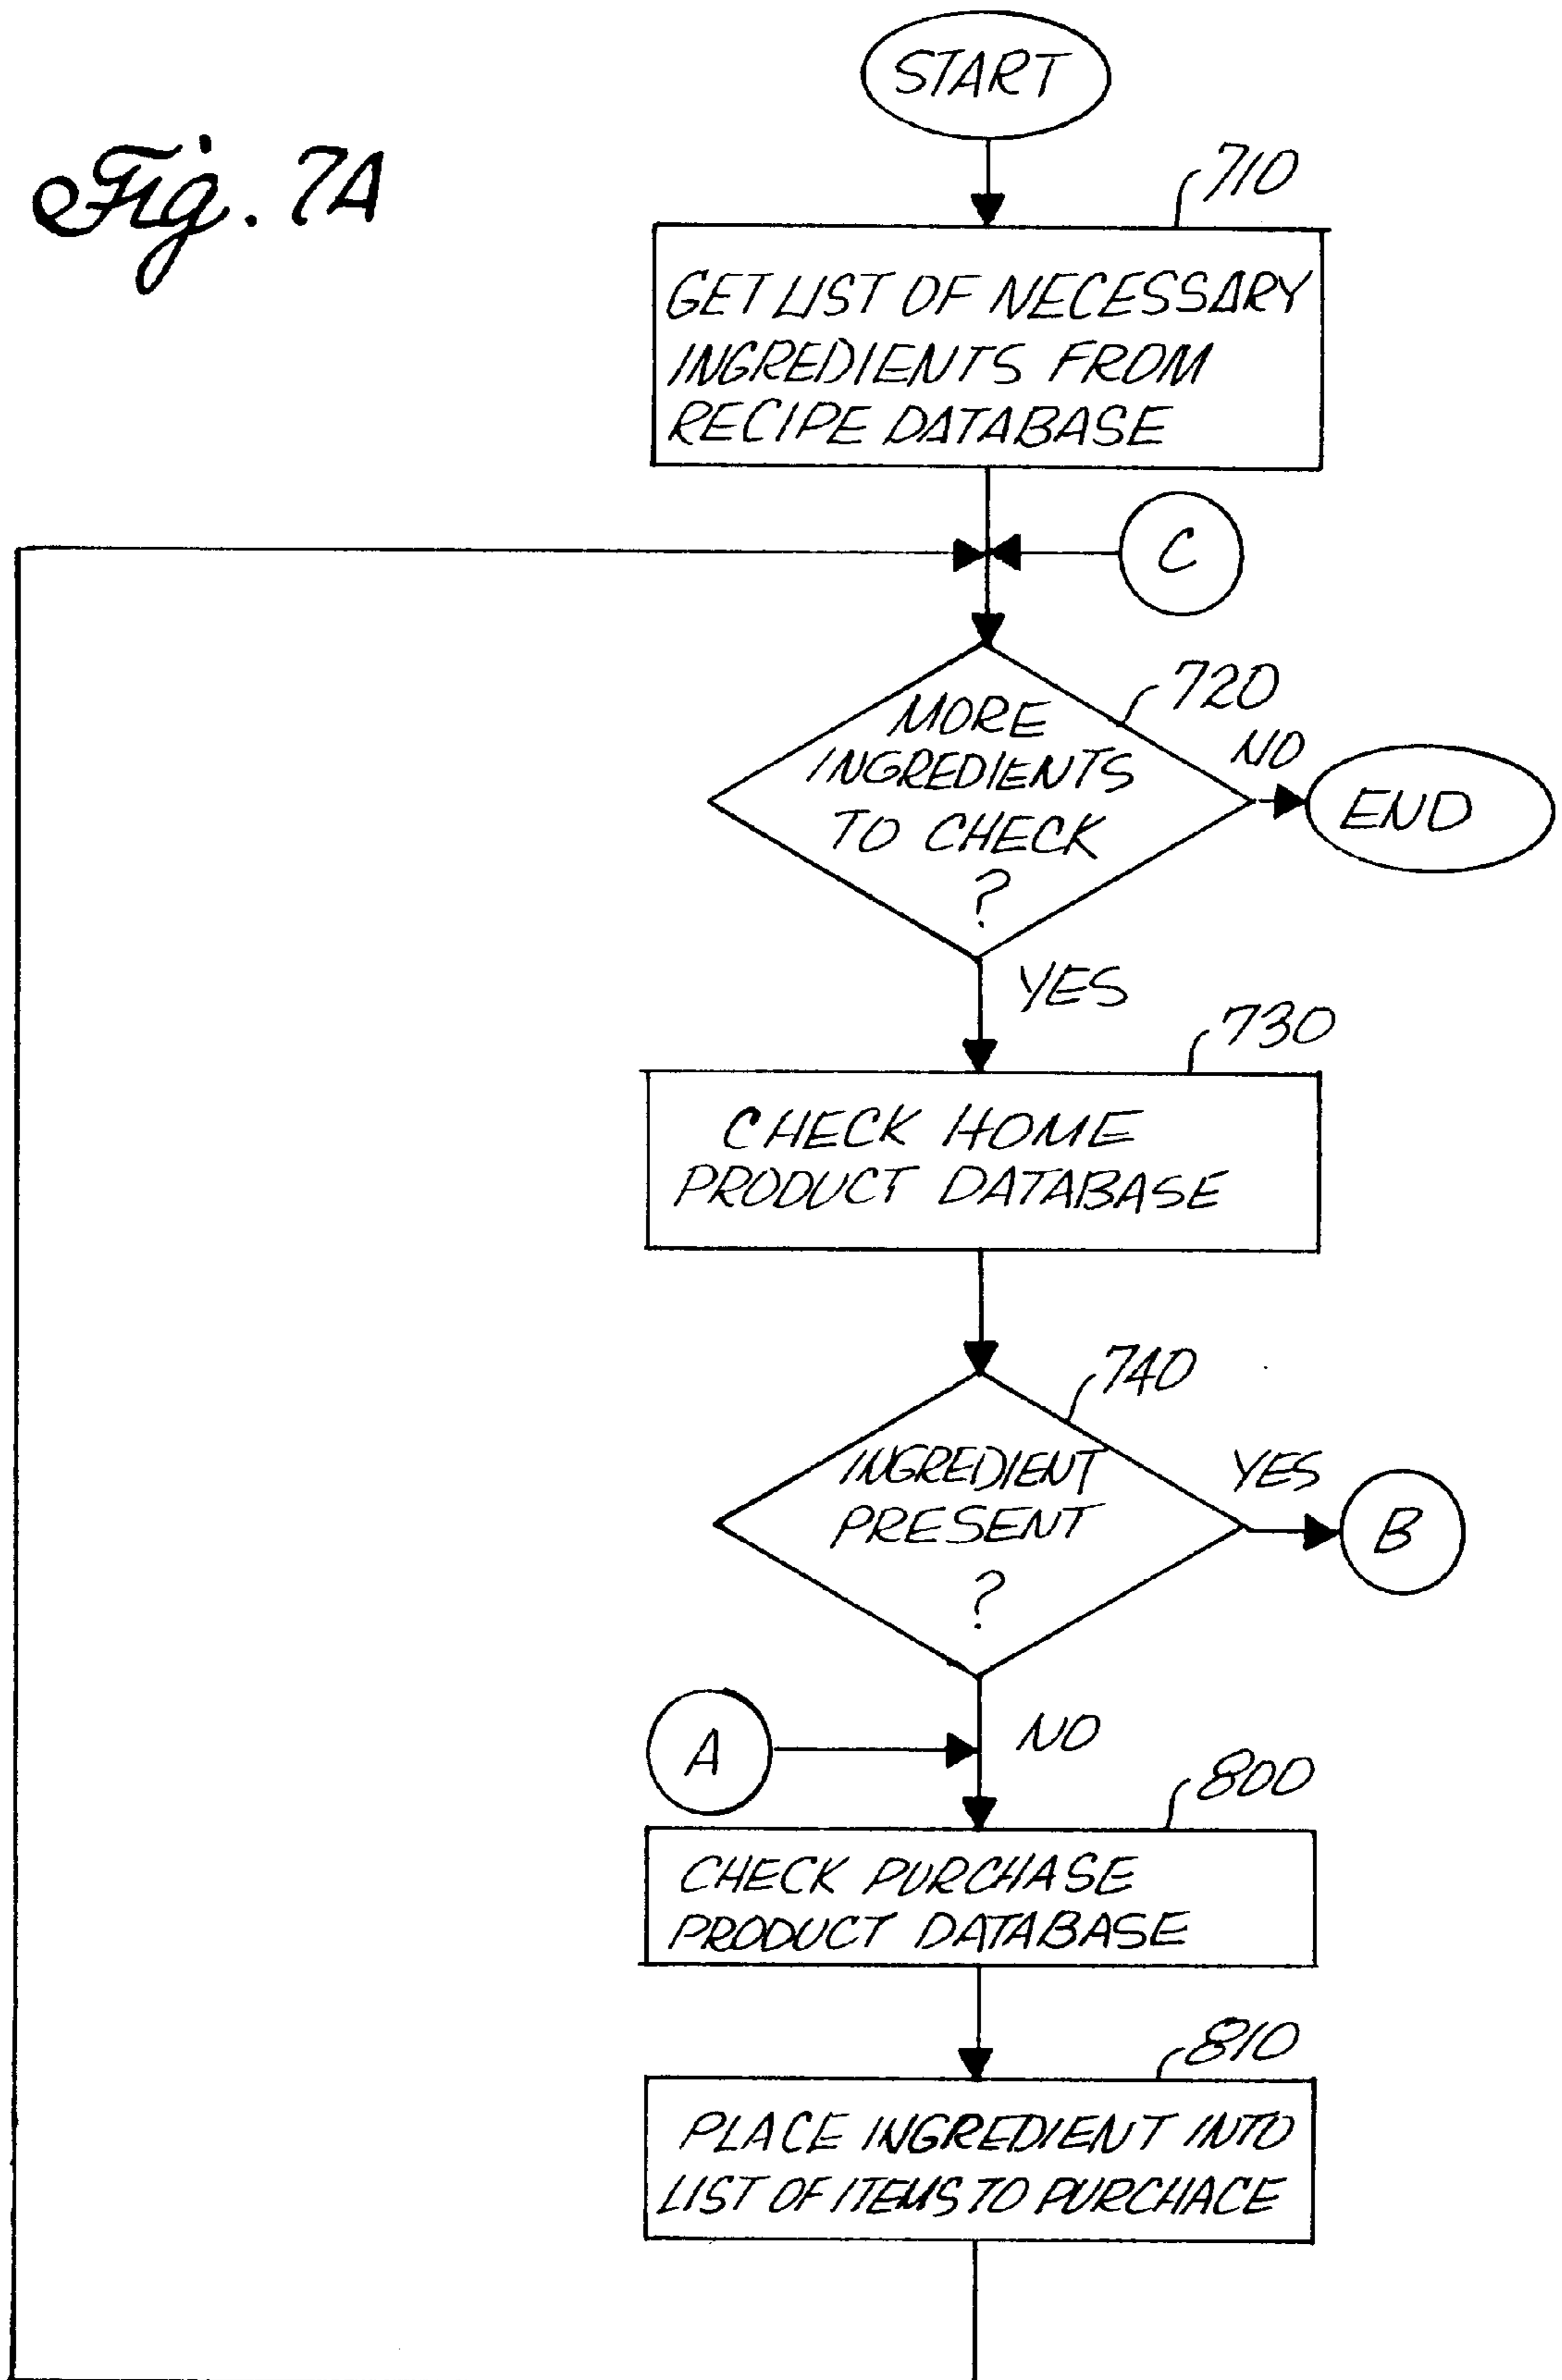 START
Fig. 7A
710
GET LIST OF NECESSARY
INGREDIENTS FROM
RECIPE DATABASE
C
720
MORE
INGREDIENTS
TO CHECK
?
NO
END
YES
730
CHECK HOME
PRODUCT DATABASE
740
INGREDIENT
PRESENT
?
YES
B
A
NO
800
CHECK PURCHASE
PRODUCT DATABASE
810
PLACE INGREDIENT INTO
LIST OF ITEMS TO PURCHACE